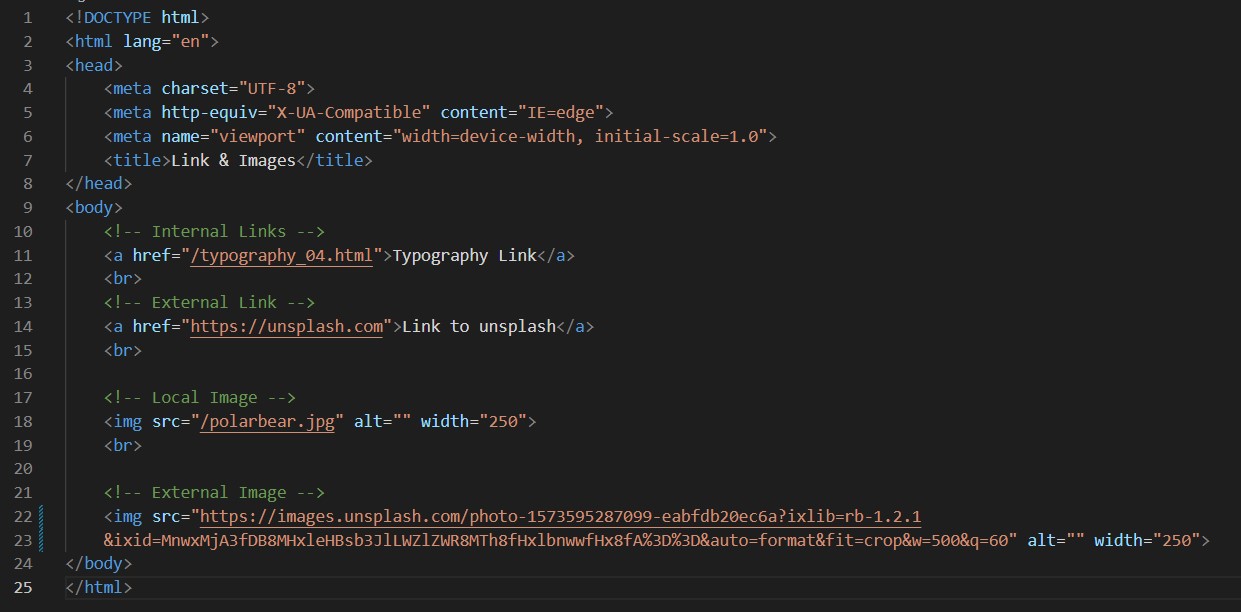 1 <!DOCTYPE html>
2 <html lang="en">
3 <head>
4     <meta charset="UTF-8">
5     <meta http-equiv="X-UA-Compatible" content="IE=edge">
6     <meta name="viewport" content="width=device-width, initial-scale=1.0">
7     <title>Link & Images</title>
8 </head>
9 <body>
10     <!-- Internal Links -->
11     <a href="/typography_04.html">Typography Link</a>
12     <br>
13     <!-- External Link -->
14     <a href="https://unsplash.com">Link to unsplash</a>
15     <br>
16
17     <!-- Local Image -->
18     <img src="/polarbear.jpg" alt="" width="250">
19     <br>
20
21     <!-- External Image -->
22     <img src="https://images.unsplash.com/photo-1573595287099-eabfdb20ec6a?ixlib=rb-1.2.1
23     &ixid=MnwxMjA3fDB8MHxleHBsb3JlLWZlZWR8MTh8fHxlbnwwfHx8fA%3D%3D&auto=format&fit=crop&w=500&q=60" alt="" width="250">
24 </body>
25 </html>